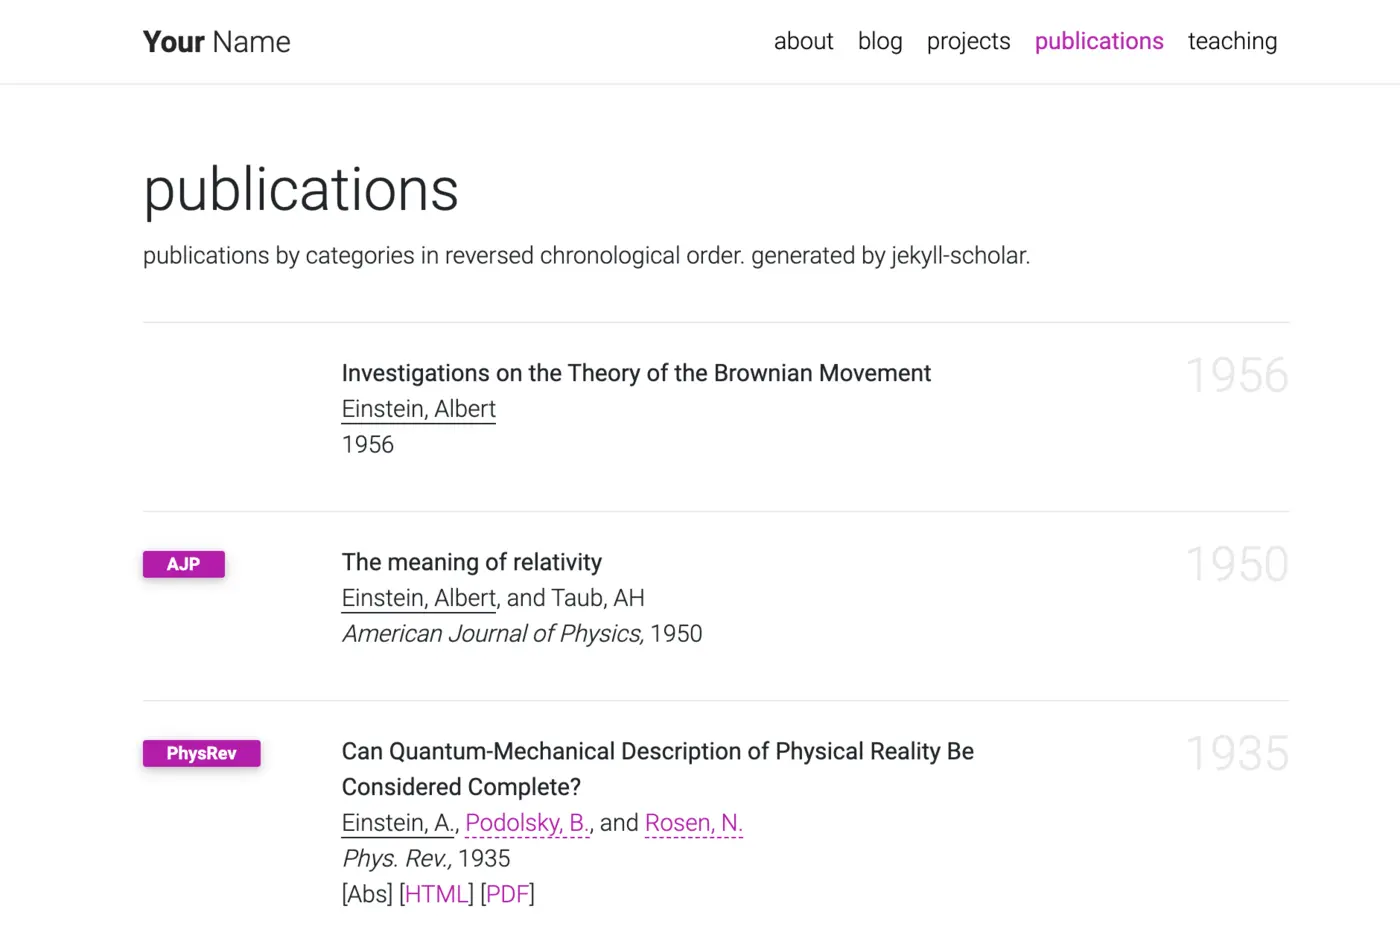 Your Name
about blog projects publications teaching
publications
publications by categories in reversed chronological order. generated by jekyll-scholar.
Investigations on the Theory of the Brownian Movement
1956
Einstein, Albert
1956
AJP
The meaning of relativity
1950
Einstein, Albert, and Taub, AH
American Journal of Physics, 1950
PhysRev
Can Quantum-Mechanical Description of Physical Reality Be
1935
Considered Complete?
Einstein, A., Podolsky, B., and Rosen, N.
Phys. Rev., 1935
[Abs] [HTML] [PDF]